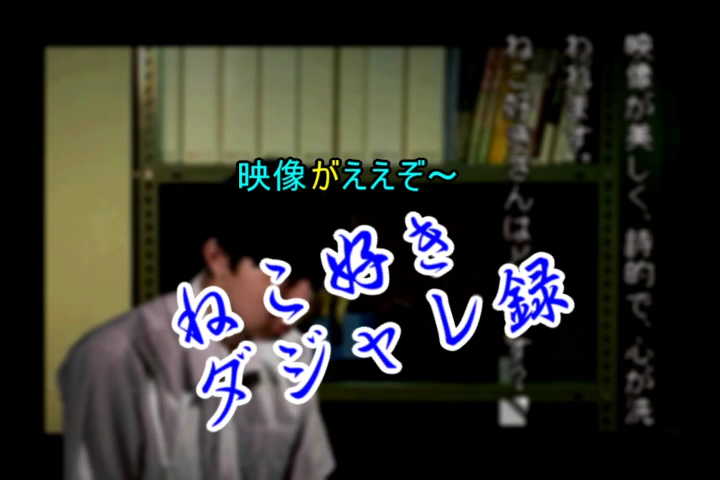 映像が美しく、詩的で、心が洗
われます。
映像がええぞ～
ねこ好き
ダジャレ録